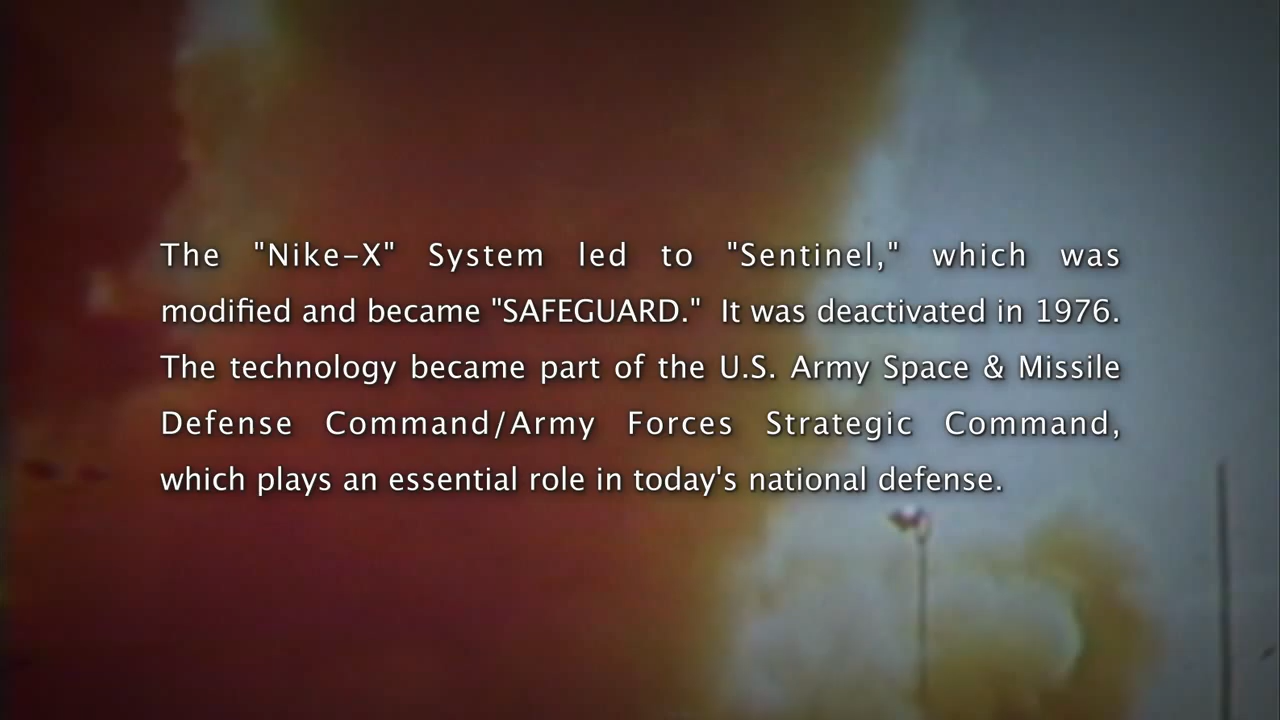 The "Nike-X" System led to "Sentinel," which was
modified and became "SAFEGUARD." It was deactivated in 1976.
The technology became part of the U.S. Army Space & Missile
Defense Command/Army Forces Strategic Command,
which plays an essential role in today's national defense.